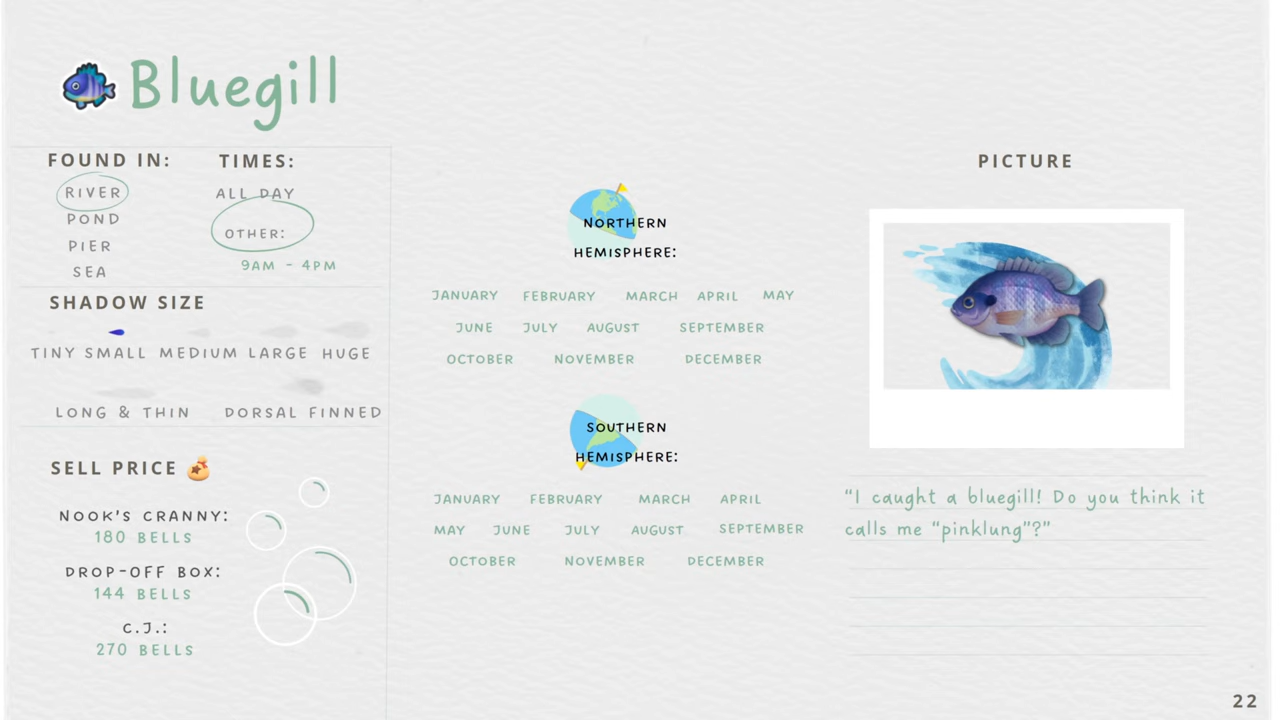 Bluegill
FOUND IN:
RIVER
POND
PIER
SEA
TIMES:
ALL DAY
OTHER:
9AM - 4PM
SHADOW SIZE
TINY SMALL MEDIUM LARGE HUGE
LONG & THIN DORSAL FINNED
SELL PRICE
NOOK'S CRANNY:
180 BELLS
DROP-OFF BOX:
144 BELLS
C.J.:
270 BELLS
NORTHERN
HEMISPHERE:
JANUARY FEBRUARY MARCH APRIL MAY
JUNE JULY AUGUST SEPTEMBER
OCTOBER NOVEMBER DECEMBER
SOUTHERN
HEMISPHERE:
JANUARY FEBRUARY MARCH APRIL
MAY JUNE JULY AUGUST SEPTEMBER
OCTOBER NOVEMBER DECEMBER
PICTURE
"I caught a bluegill! Do you think it
calls me "pinklung"?"
22